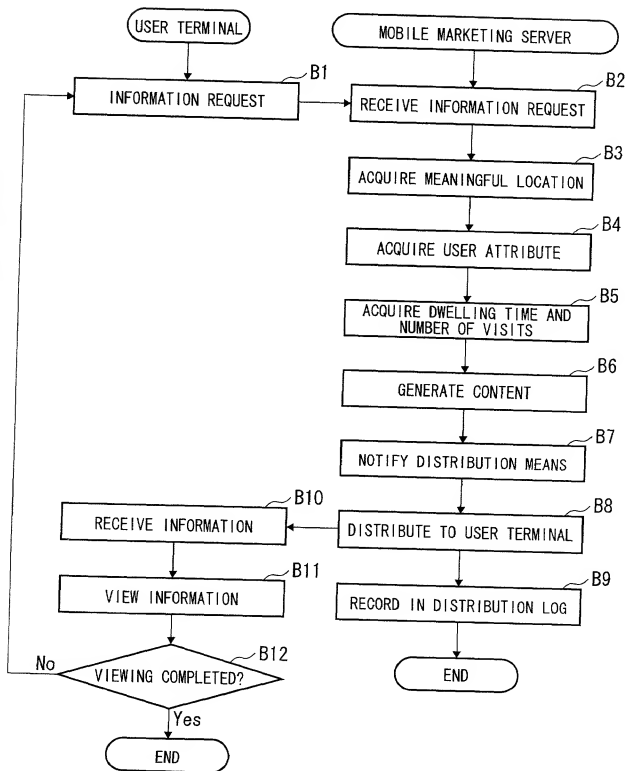 USER TERMINAL
MOBILE MARKETING SERVER
B1
INFORMATION REQUEST
B2
RECEIVE INFORMATION REQUEST
B3
ACQUIRE MEANINGFUL LOCATION
B4
ACQUIRE USER ATTRIBUTE
B5
ACQUIRE DWELLING TIME AND
NUMBER OF VISITS
B6
GENERATE CONTENT
B7
NOTIFY DISTRIBUTION MEANS
B10
RECEIVE INFORMATION
B8
DISTRIBUTE TO USER TERMINAL
B11
VIEW INFORMATION
B9
RECORD IN DISTRIBUTION LOG
B12
No
VIEWING COMPLETED?
END
Yes
END